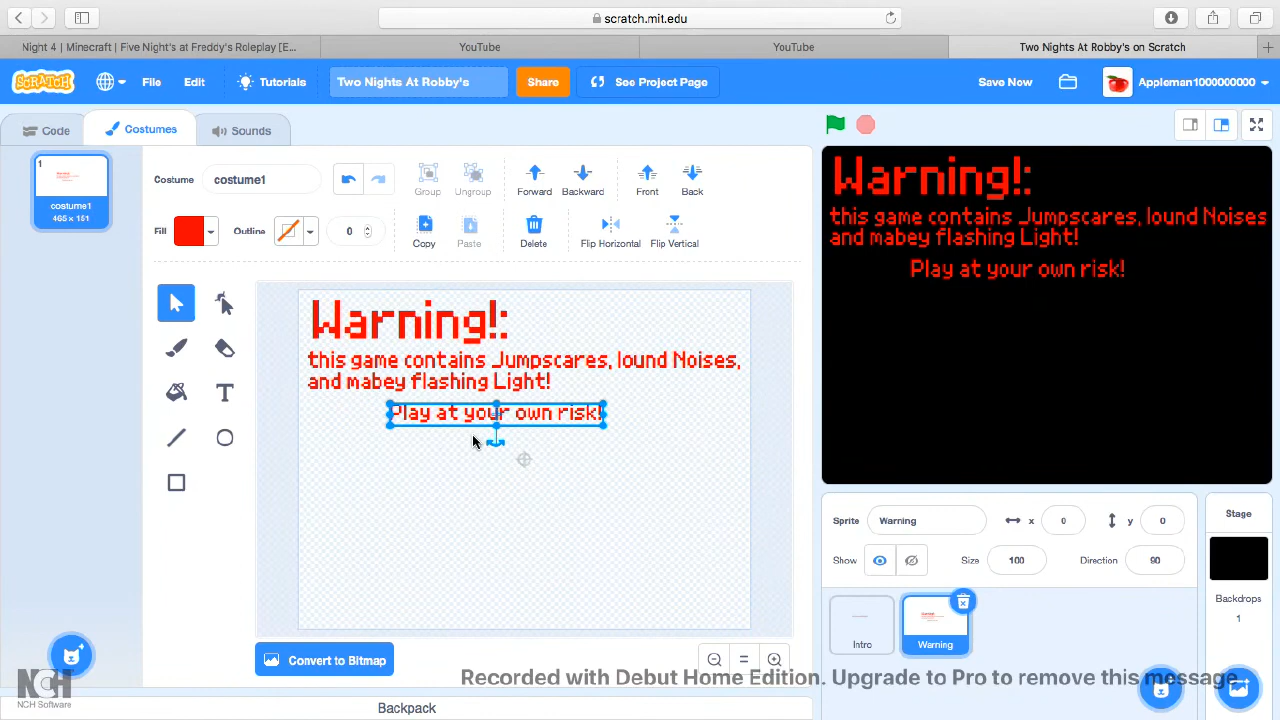 scratch.mit.edu
Night 4 | Minecraft | Five Night's at Freddy's Roleplay [E...
YouTube
YouTube
Two Nights At Robby's on Scratch
SCRATCH
File
Edit
Tutorials
Two Nights At Robby's
Share
See Project Page
Save Now
Appleman1000000000
Code
Costumes
Sounds
1
costume1
465 x 151
Costume
costume1
Group
Ungroup
Forward
Backward
Front
Back
Fill
Outline
0
Copy
Paste
Delete
Flip Horizontal
Flip Vertical
Warning!:
this game contains Jumpscares, lound Noises,
and mabey flashing Light!
Play at your own risk!
Convert to Bitmap
Backpack
Warning!:
this game contains Jumpscares, lound Noises
and mabey flashing Light!
Play at your own risk!
Sprite
Warning
x
0
y
0
Show
Size
100
Direction
90
Intro
Warning
Stage
Backdrops
1
Recorded with Debut Home Edition. Upgrade to Pro to remove this message.
NCH
NCH Software